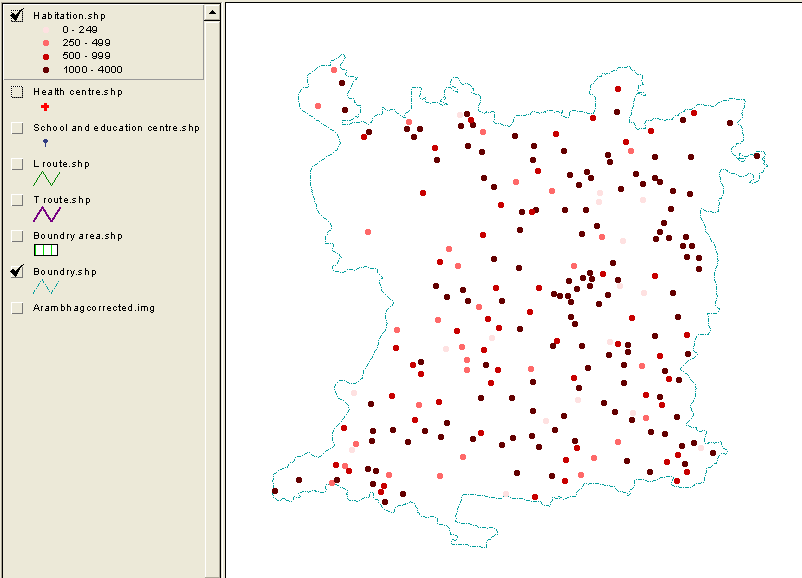 Habitation.shp
0 - 249
250 - 499
500 - 999
1000 - 4000
Health centre.shp
School and education centre.shp
L route.shp
T route.shp
Boundry area.shp
Boundry.shp
Arambhagcorrected.img